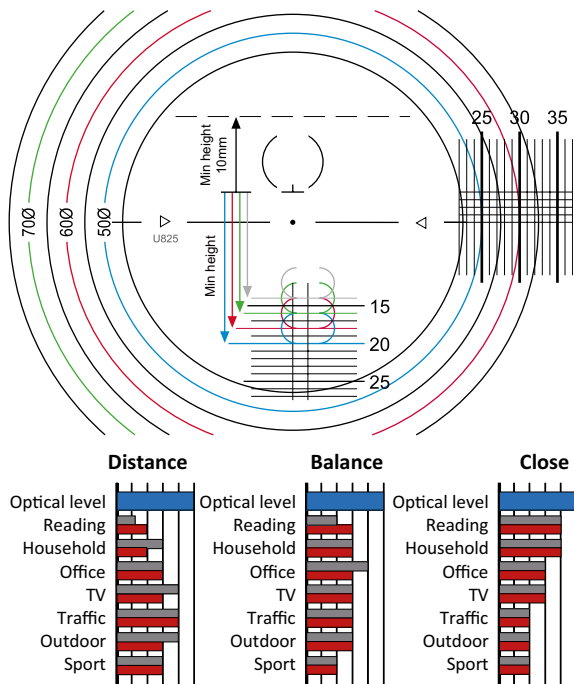 25 30 35
Min height
10mm
70Ø 60Ø 50Ø
U825
Min height
15
20
25
Distance
Optical level
Reading
Household
Office
TV
Traffic
Outdoor
Sport
Balance
Optical level
Reading
Household
Office
TV
Traffic
Outdoor
Sport
Close
Optical level
Reading
Household
Office
TV
Traffic
Outdoor
Sport